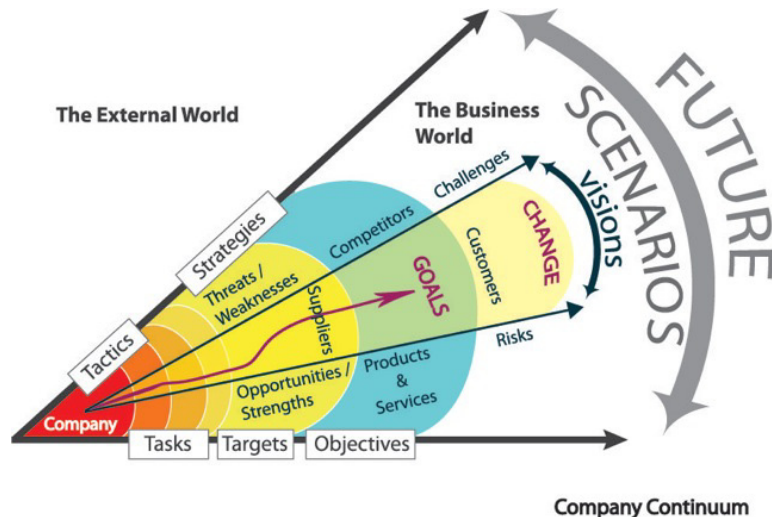 The External World
The Business
World
FUTURE
SCENARIOS
visions
Challenges
CHANGE
Competitors
Customers
Strategies
GOALS
Threats /
Weaknesses
Suppliers
Risks
Tactics
Products
&
Services
Opportunities /
Strengths
Company
Tasks
Targets
Objectives
Company Continuum